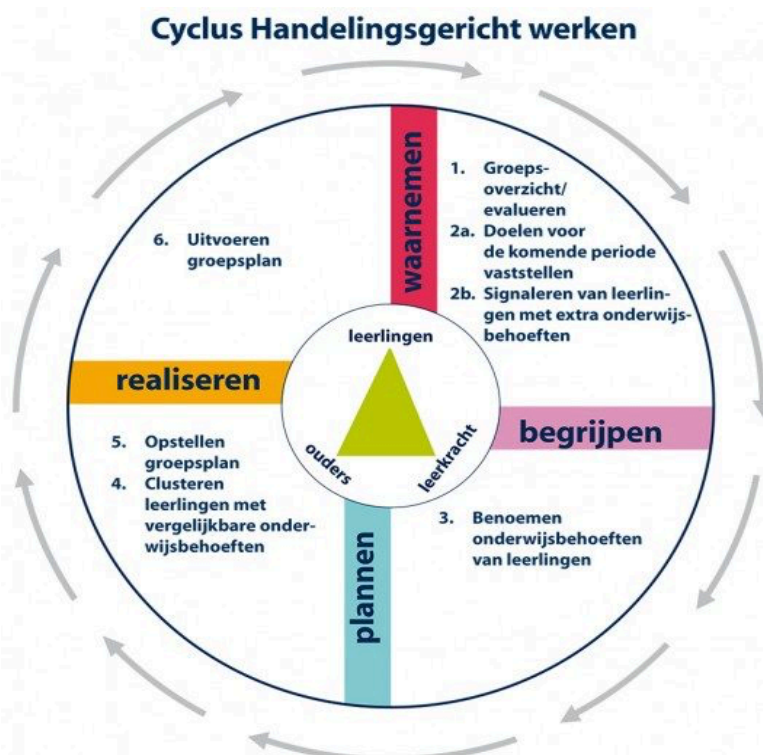 Cyclus Handelingsgericht werken
waarnemen
1. Groeps-
overzicht/
evalueren
2a. Doelen voor
de komende periode
vaststellen
2b. Signaleren van leerlin-
gen met extra onderwijs-
behoeften
begrijpen
3. Benoemen
onderwijsbehoeften
van leerlingen
plannen
5. Opstellen
groepsplan
4. Clusteren
leerlingen met
vergelijkbare onder-
wijsbehoeften
realiseren
6. Uitvoeren
groepsplan
leerlingen
ouders
leerkracht